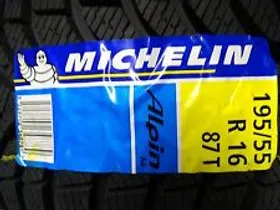 MICHELIN
Alpin
195/55
R 16
87T